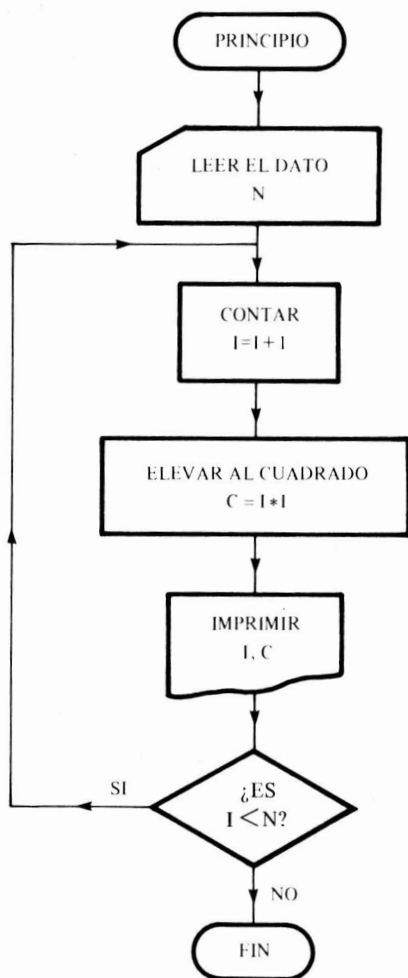 PRINCIPIO
LEER EL DATO
N
CONTAR
I=I+1
ELEVAR AL CUADRADO
C = I*I
IMPRIMIR
I, C
SI
¿ES
I<N?
NO
FIN